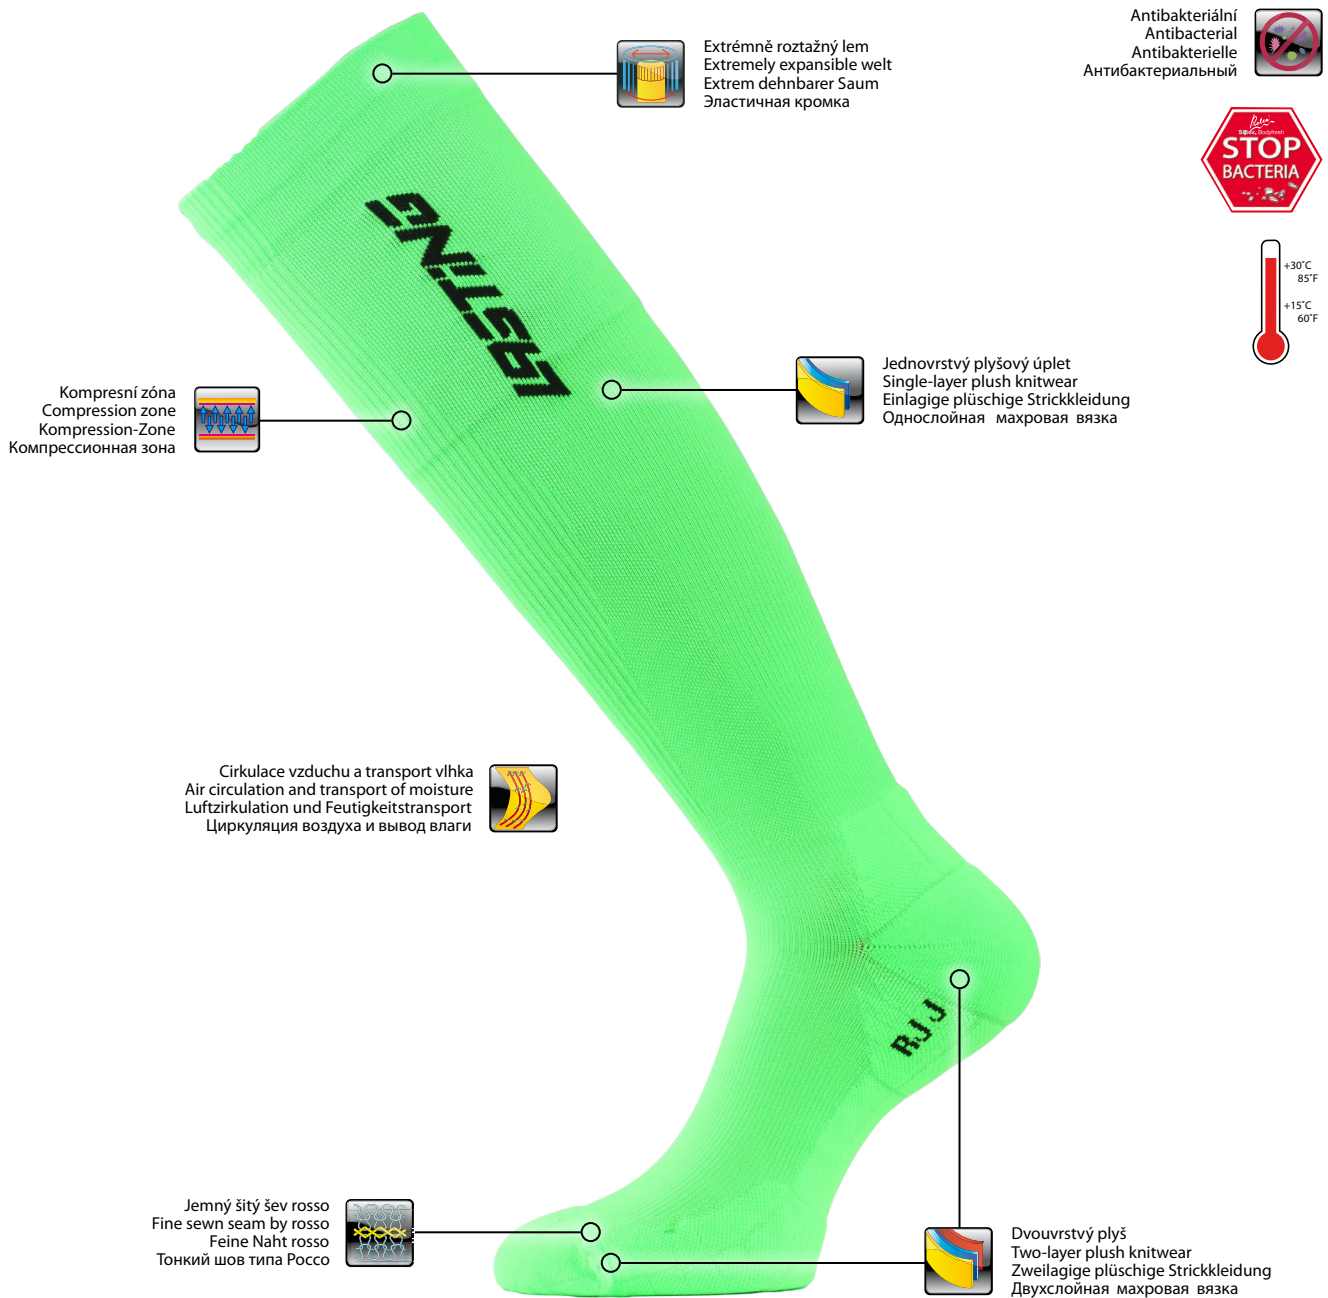 Extrémně roztažný lem
Extremely expansible welt
Extrem dehnbarer Saum
Эластичная кромка
Antibakteriální
Antibacterial
Antibakterielle
Антибактериальный
Bodyfresh
STOP
BACTERIA
+30°C
85°F
+15°C
60°F
LASTING
Jednovrstvý plyšový úplet
Single-layer plush knitwear
Einlagige plüschige Strickkleidung
Однослойная махровая вязка
Kompresní zóna
Compression zone
Kompression-Zone
Компрессионная зона
Cirkulace vzduchu a transport vlhka
Air circulation and transport of moisture
Luftzirkulation und Feutigkeitstransport
Циркуляция воздуха и вывод влаги
RJJ
Jemný šitý šev rosso
Fine sewn seam by rosso
Feine Naht rosso
Тонкий шов типа Россо
Dvouvrstvý plyš
Two-layer plush knitwear
Zweilagige plüschige Strickkleidung
Двухслойная махровая вязка